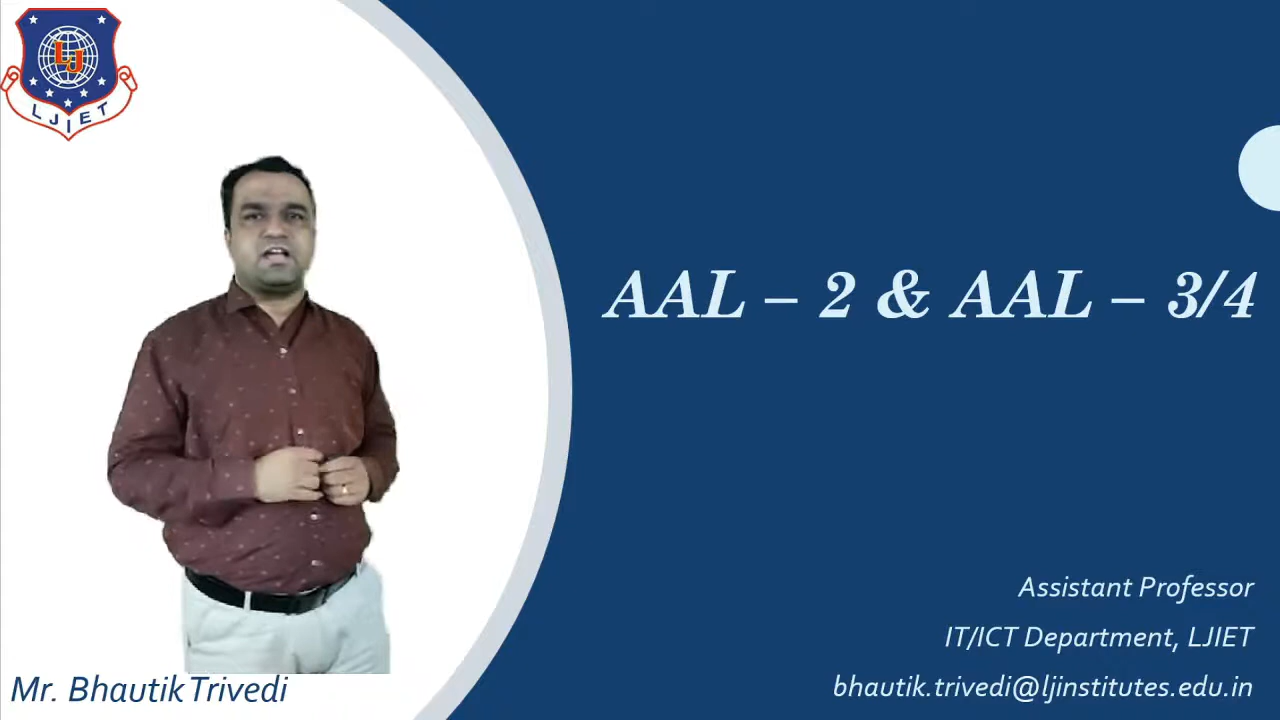 LJ
LJIET
AAL – 2 & AAL – 3/4
Assistant Professor
IT/ICT Department, LJIET
bhautik.trivedi@ljinstitutes.edu.in
Mr. Bhautik Trivedi